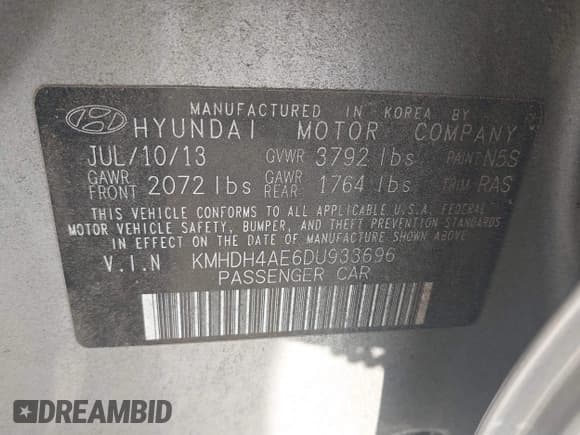 MANUFACTURED IN KOREA BY
HYUNDAI MOTOR COMPANY
JUL/10/13 GVWR 3792 lbs PAINT N5S
GAWR FRONT 2072 lbs GAWR REAR 1764 lbs TRIM RAS
THIS VEHICLE CONFORMS TO ALL APPLICABLE U.S.A. FEDERAL
MOTOR VEHICLE SAFETY, BUMPER, AND THEFT PREVENTION STANDARDS
IN EFFECT ON THE DATE OF MANUFACTURE SHOWN ABOVE.
V.I.N KMHDH4AE6DU933696
PASSENGER CAR
DREAMBID